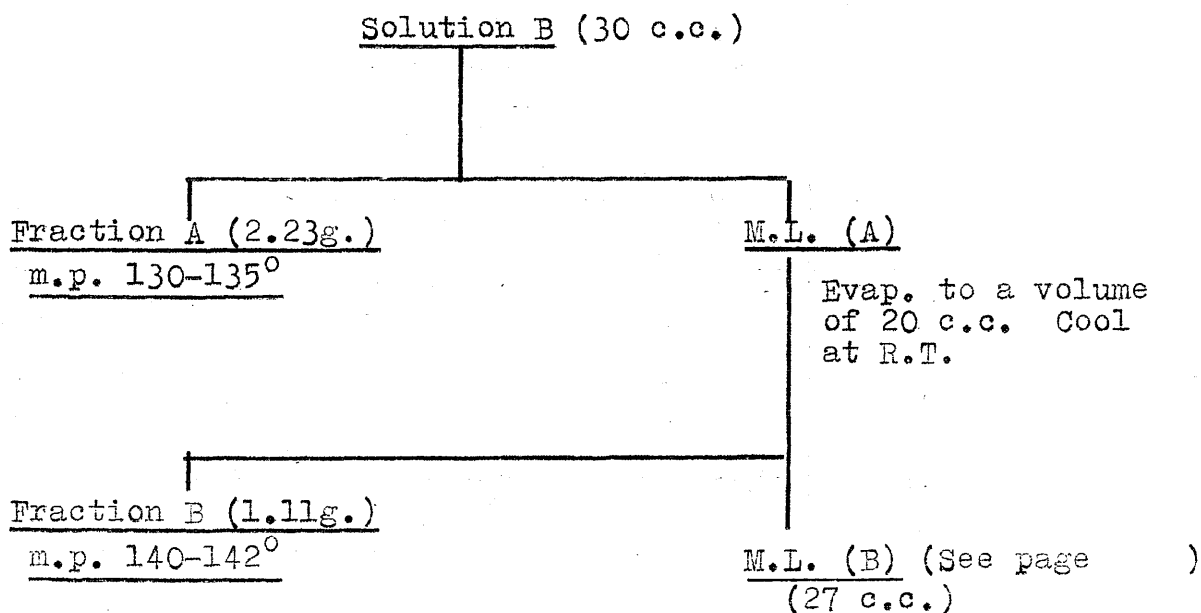 Solution B (30 c.c.)
Fraction A (2.23g.)
m.p. 130-135°
M.L. (A)
Evap. to a volume
of 20 c.c. Cool
at R.T.
Fraction B (1.11g.)
m.p. 140-142°
M.L. (B) (See page )
(27 c.c.)